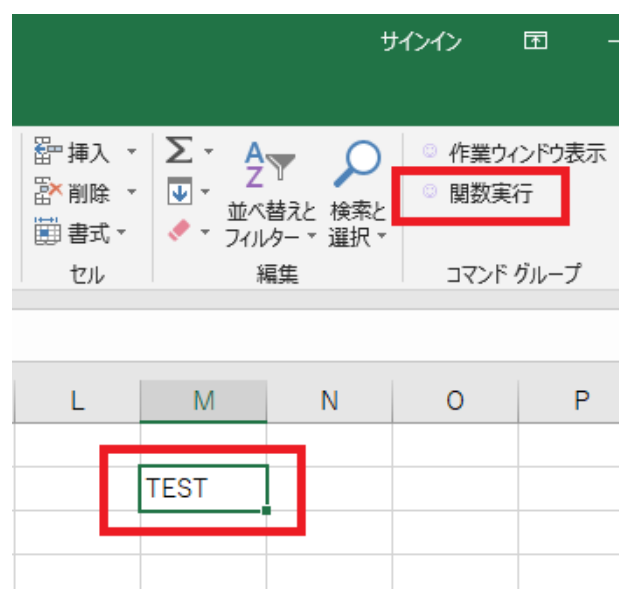 サインイン
挿入
削除
書式
セル
並べ替えと
フィルター
検索と
選択
編集
作業ウィンドウ表示
関数実行
コマンド グループ
L M N O P
TEST